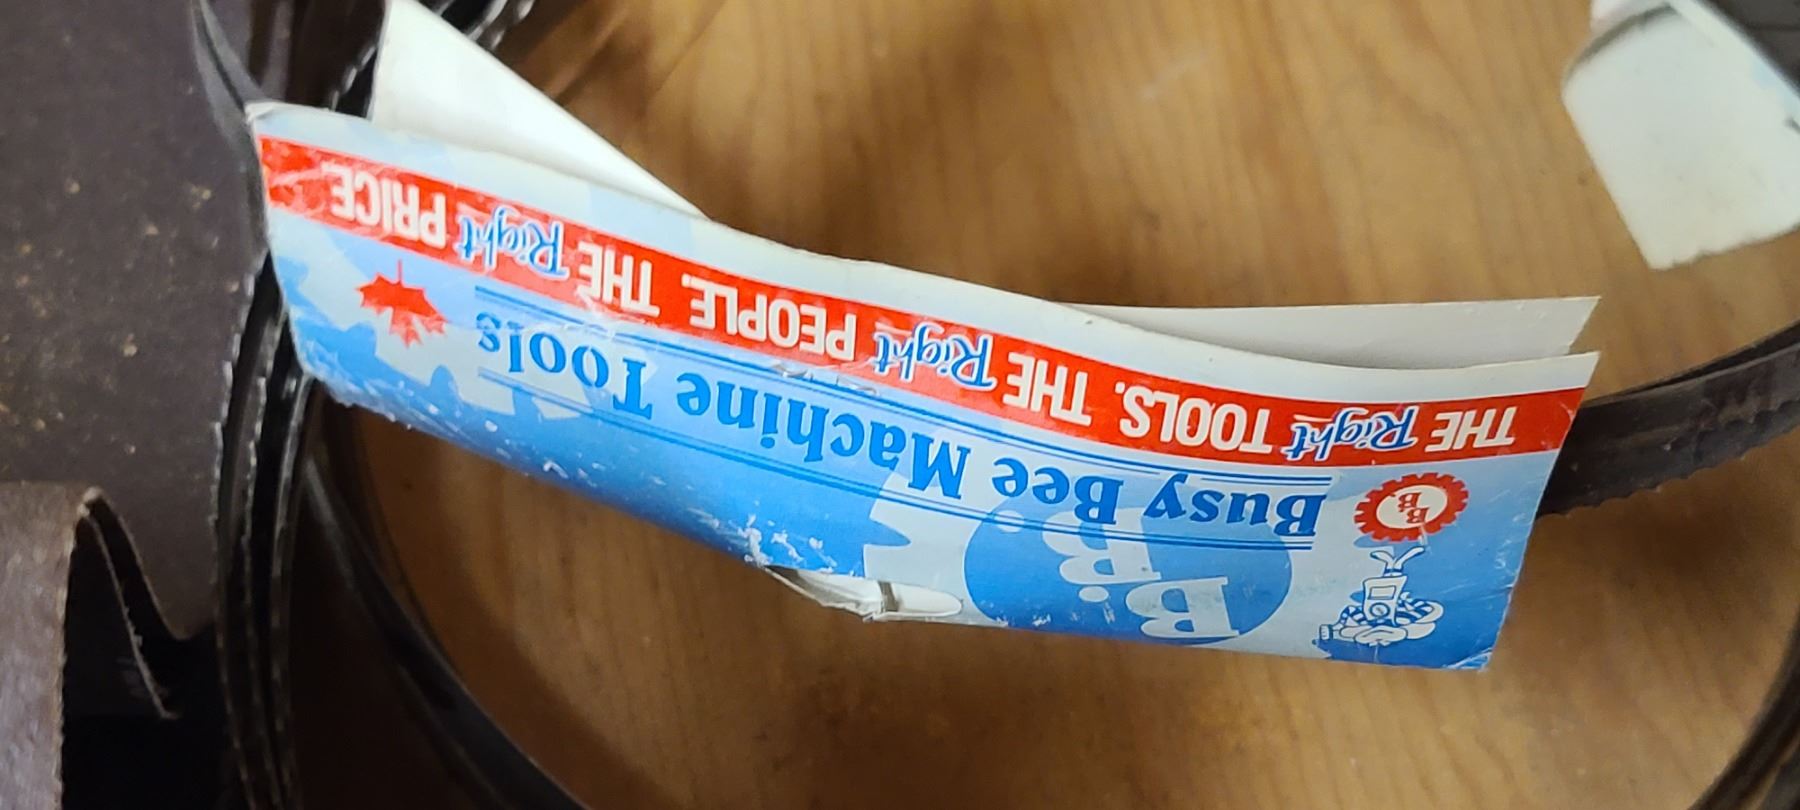 B.B.
BB
Busy Bee Machine Tools
THE Right TOOLS. THE Right PEOPLE. THE Right PRICE